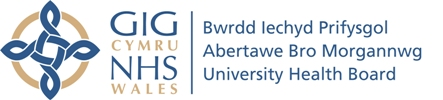 GIG
CYMRU
NHS
WALES
Bwrdd Iechyd Prifysgol
Abertawe Bro Morgannwg
University Health Board